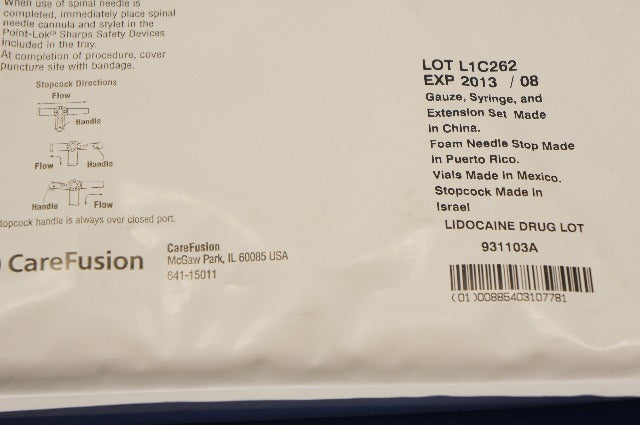 When use of spinal needle is
completed, immediately place spinal
needle cannula and stylet in the
Point-Lok® Sharps Safety Devices
included in the tray.
At completion of procedure, cover
puncture site with bandage.
Stopcock Directions
Flow
Handle
Flow
Handle
Handle
Flow
topcock handle is always over closed port.
CareFusion
CareFusion
McGaw Park, IL 60085 USA
641-15011
LOT L1C262
EXP 2013 / 08
Gauze, Syringe, and
Extension Set Made
in China.
Foam Needle Stop Made
in Puerto Rico.
Vials Made in Mexico.
Stopcock Made in
Israel
LIDOCAINE DRUG LOT
931103A
(01)00885403107781